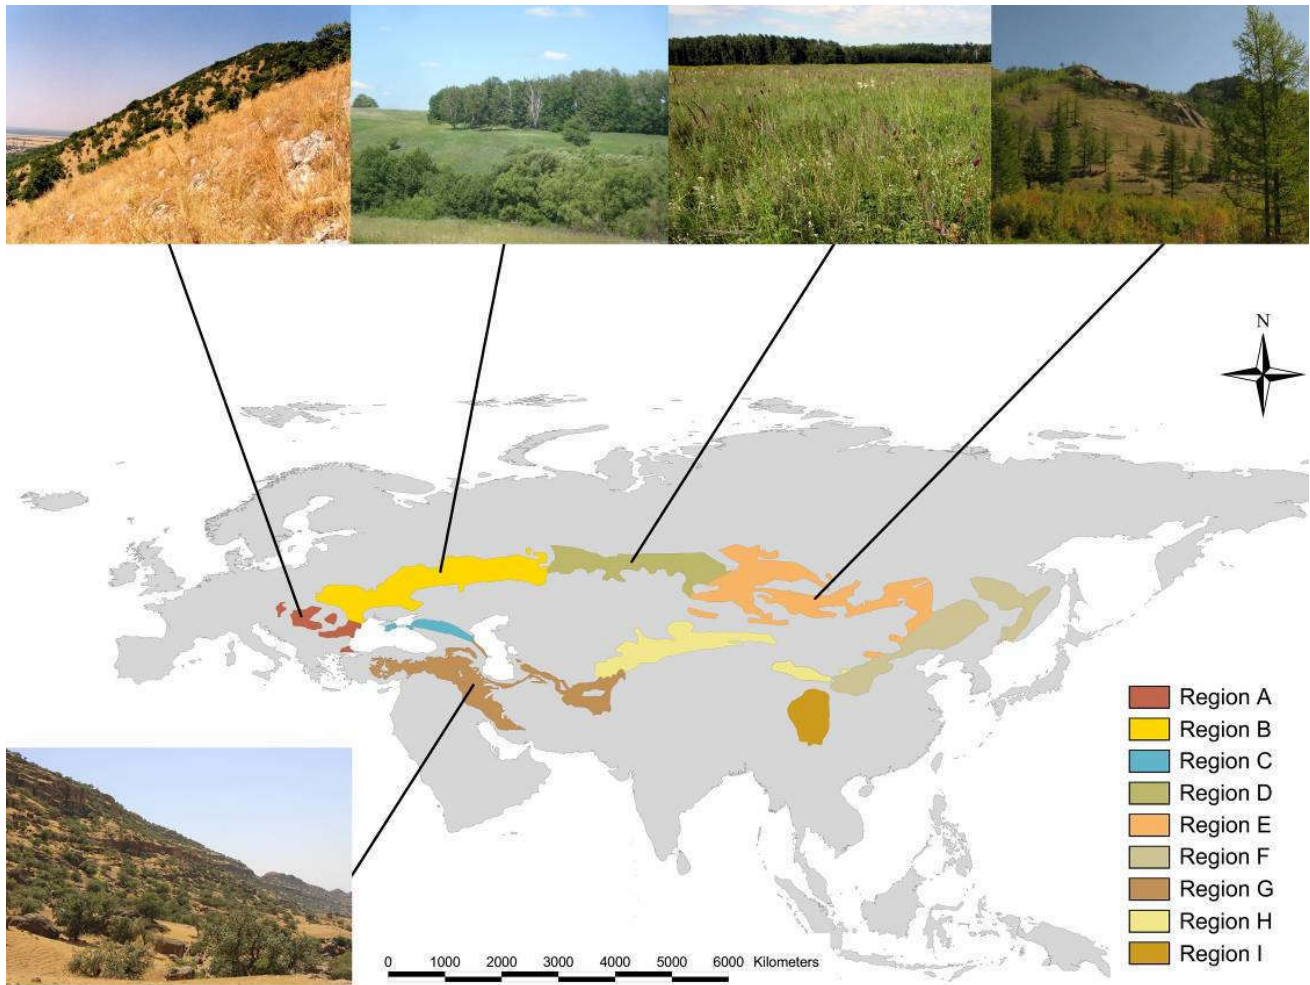 N
Region A
Region B
Region C
Region D
Region E
Region F
Region G
Region H
Region I
0 1000 2000 3000 4000 5000 6000 Kilometers